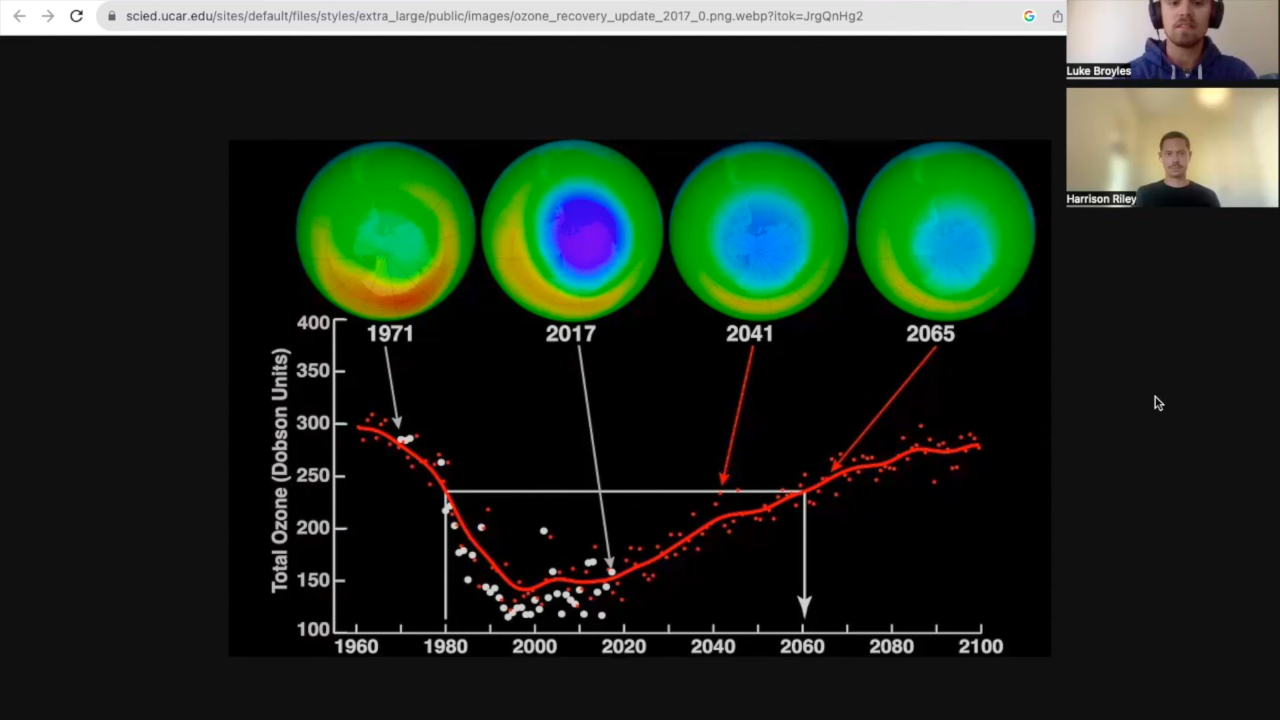 scied.ucar.edu/sites/default/files/styles/extra_large/public/images/ozone_recovery_update_2017_0.png.webp?itok=JrgQnHg2
Luke Broyles
Harrison Riley
1971 2017 2041 2065
Total Ozone (Dobson Units)
400
350
300
250
200
150
100
1960 1980 2000 2020 2040 2060 2080 2100